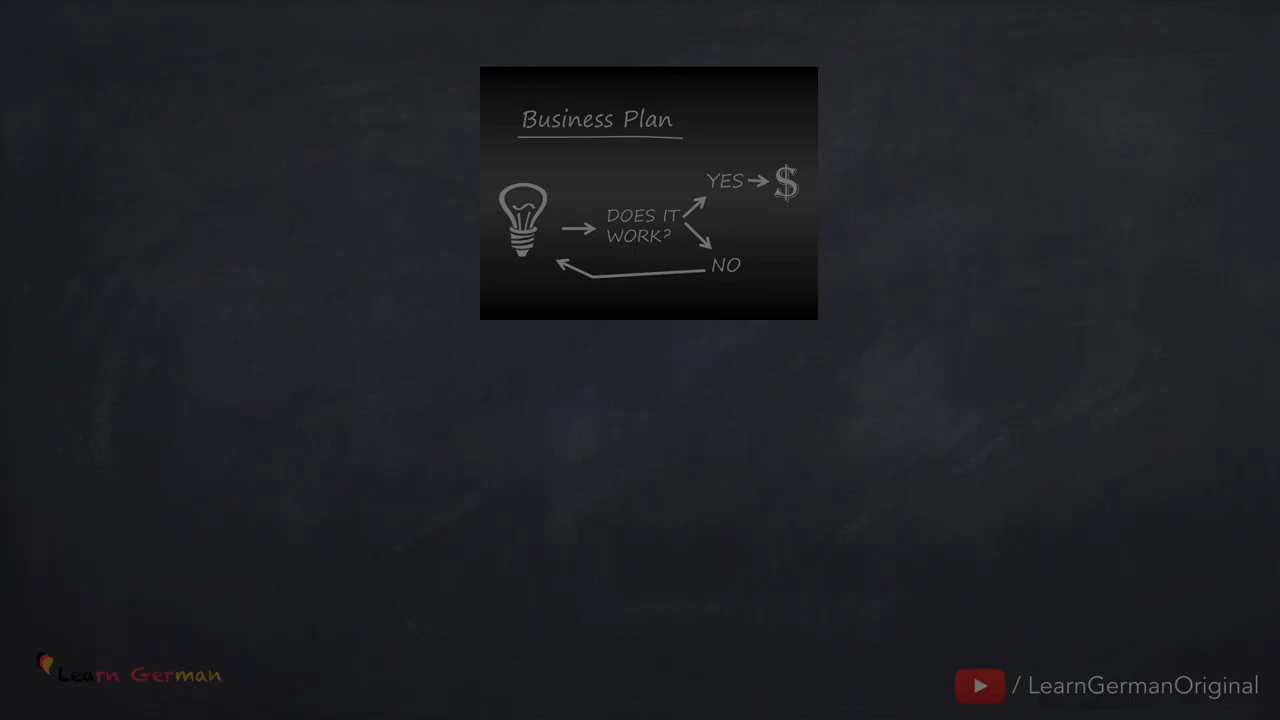 Business Plan
YES
$
DOES IT
WORK?
NO
Learn German
/ LearnGermanOriginal